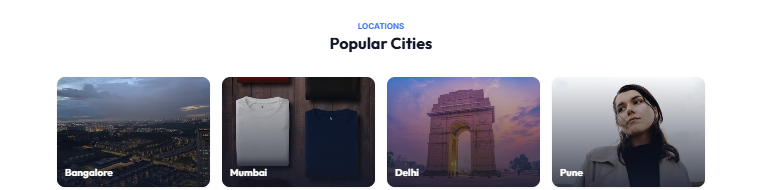 LOCATIONS
Popular Cities
Bangalore
Mumbai
Delhi
Pune